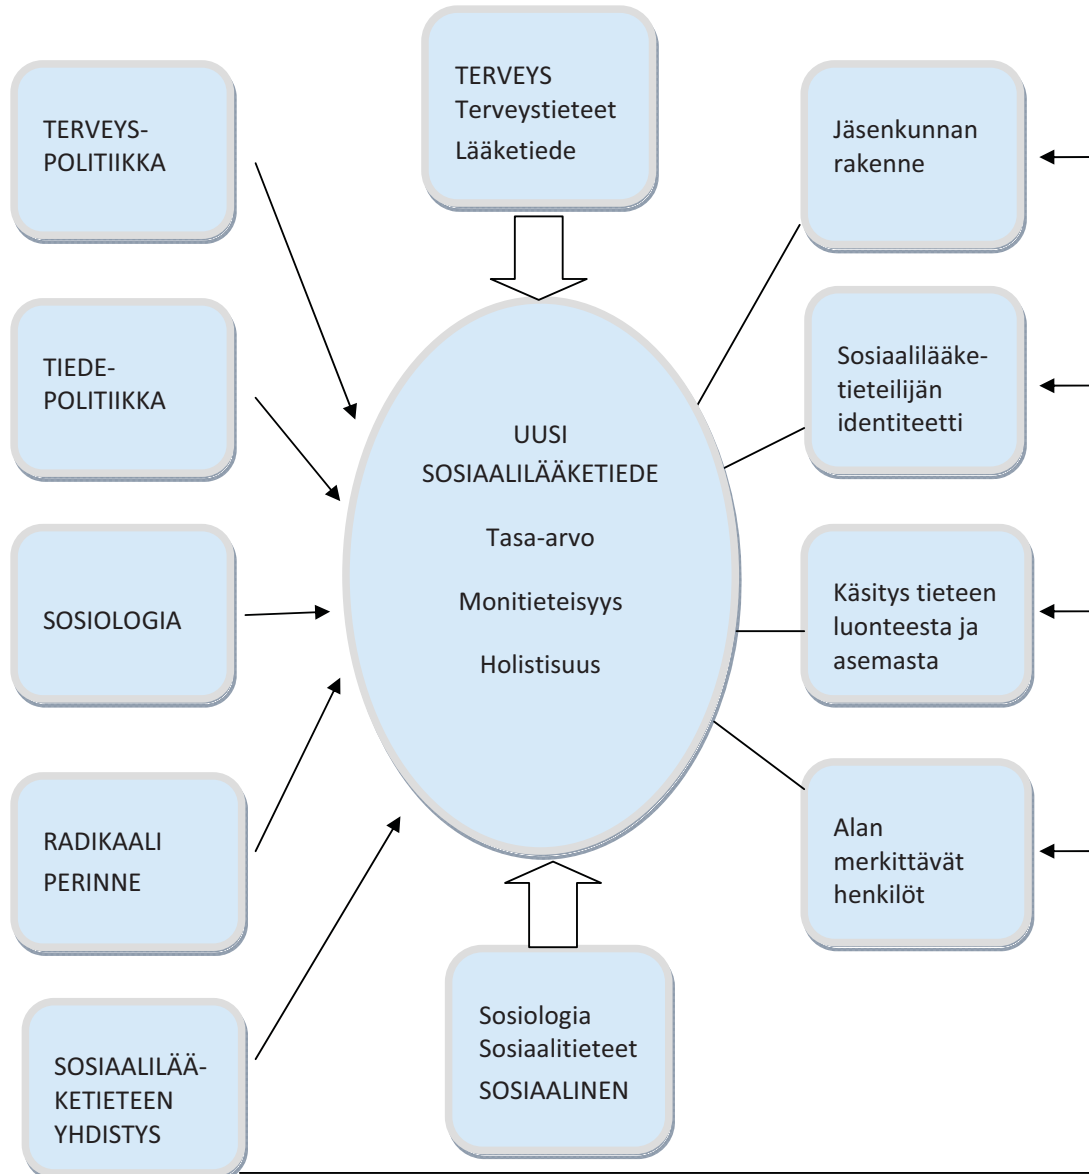 TERVEYS-
POLITIIKKA
TIEDE-
POLITIIKKA
SOSIOLOGIA
RADIKAALI
PERINNE
SOSIAALILÄÄ-
KETIETEEN
YHDISTYS
TERVEYS
Terveystieteet
Lääketiede
UUSI
SOSIAALILÄÄKETIEDE
Tasa-arvo
Monitieteisyys
Holistisuus
Sosiologia
Sosiaalitieteet
SOSIAALINEN
Jäsenkunnan
rakenne
Sosiaalilääke-
tieteilijän
identiteetti
Käsitys tieteen
luonteesta ja
asemasta
Alan
merkittävät
henkilöt